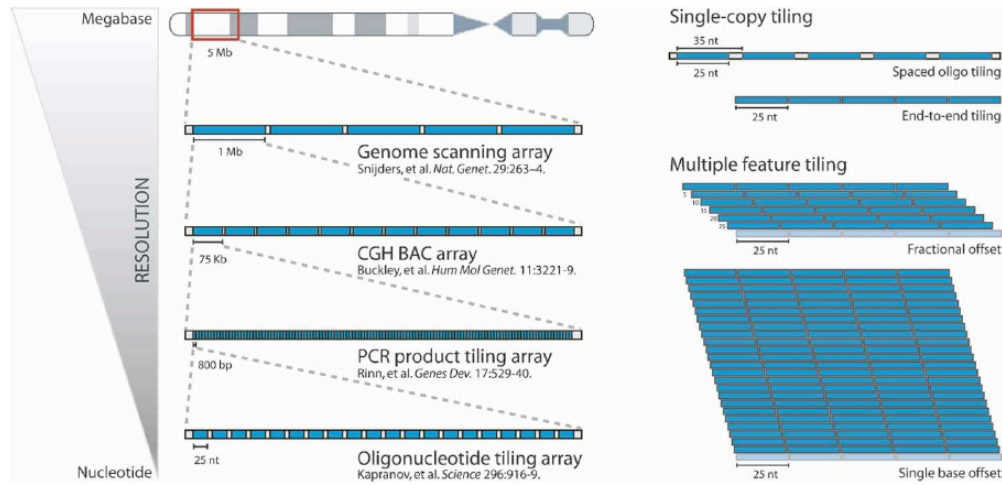 Megabase
RESOLUTION
Nucleotide
5 Mb
1 Mb
Genome scanning array
Snijders, et al. Nat. Genet. 29:263–4.
75 Kb
CGH BAC array
Buckley, et al. Hum Mol Genet. 11:3221-9.
800 bp
PCR product tiling array
Rinn, et al. Genes Dev. 17:529-40.
25 nt
Oligonucleotide tiling array
Kapranov, et al. Science 296:916-9.
Single-copy tiling
35 nt
25 nt
Spaced oligo tiling
25 nt
End-to-end tiling
Multiple feature tiling
5
10
15
20
25
25 nt
Fractional offset
25 nt
Single base offset